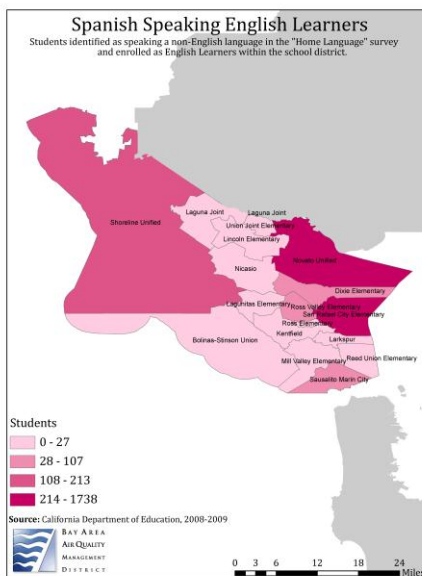 Spanish Speaking English Learners
Students identified as speaking a non-English language in the "Home Language" survey
and enrolled as English Learners within the school district.
Laguna Joint
Laguna Joint
Shoreline Unified
Union Joint Elementary
Lincoln Elementary
Novato Unified
Nicasio
Dixie Elementary
Lagunitas Elementary
Ross Valley Elementary
San Rafael City Elementary
Ross Elementary
Kentfield
Larkspur
Bolinas-Stinson Union
Mill Valley Elementary
Reed Union Elementary
Sausalito Marin City
Students
0 - 27
28 - 107
108 - 213
214 - 1738
Source: California Department of Education, 2008-2009
BAY AREA
AIR QUALITY
MANAGEMENT
DISTRICT
0 3 6 12 18 24
Miles